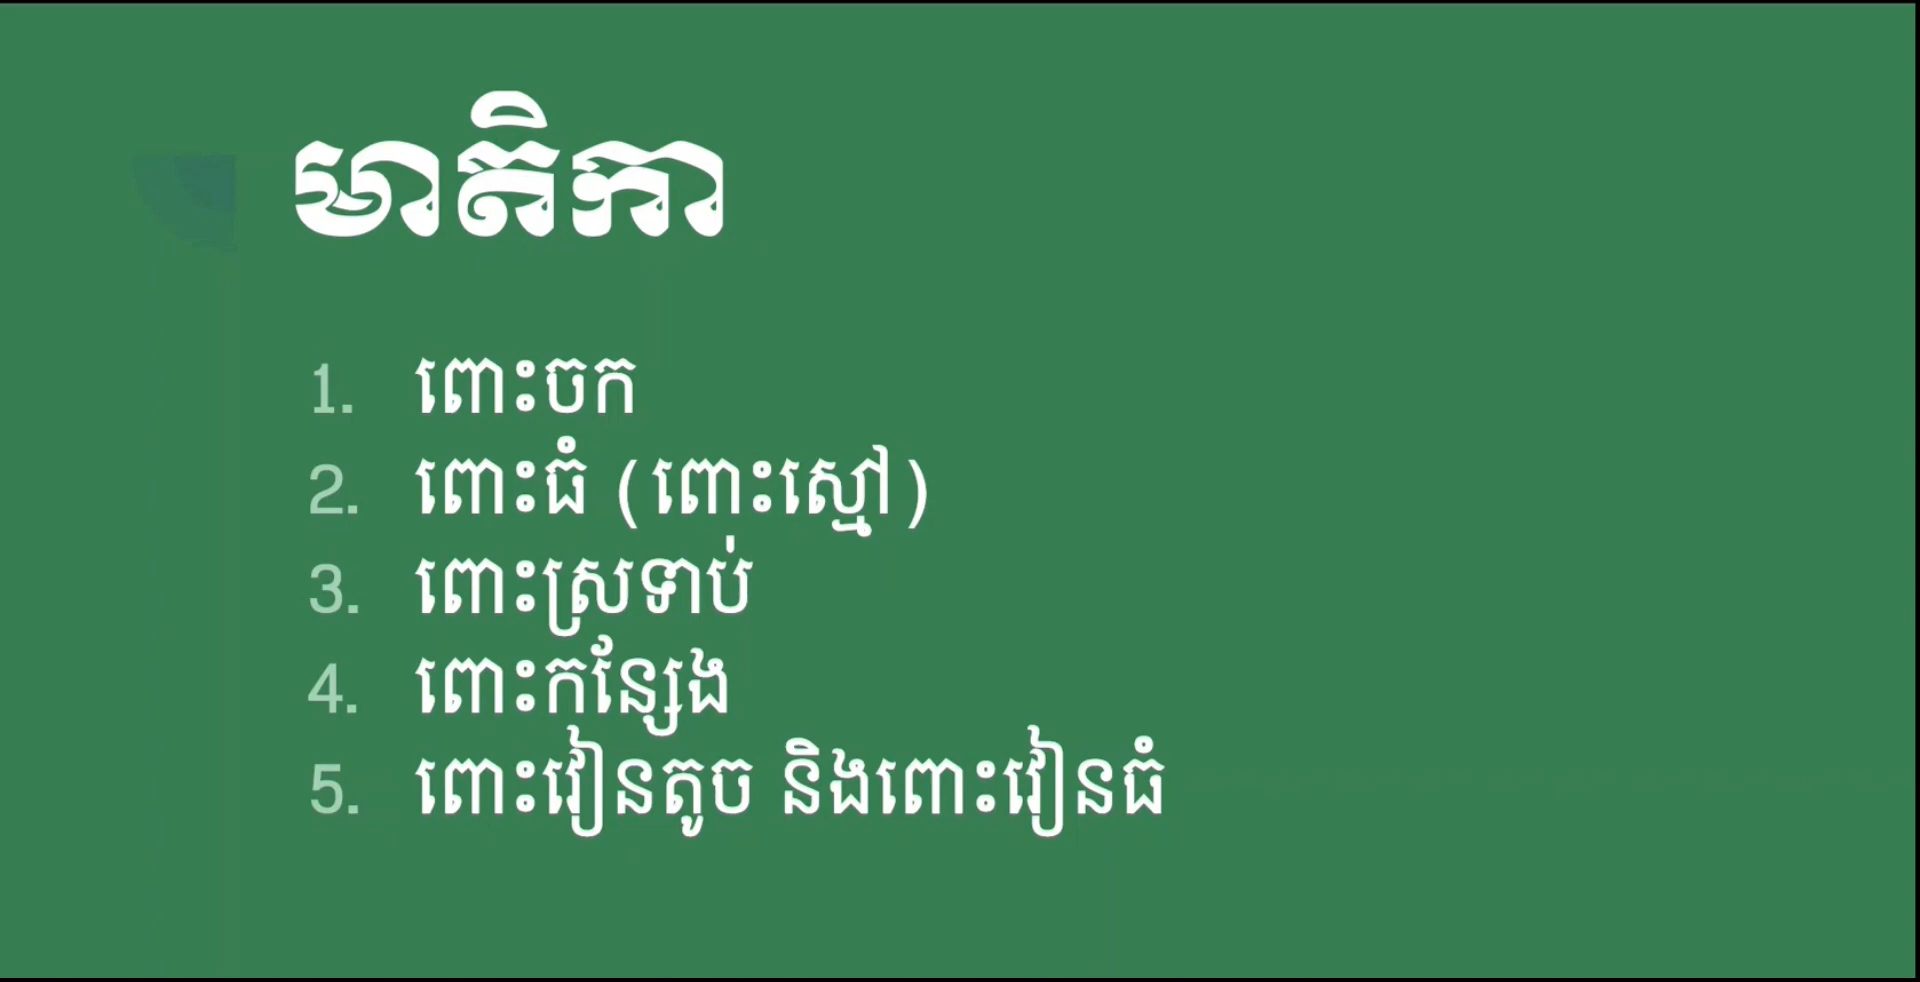 មាតិកា
1. ពោះចក
2. ពោះធំ (ពោះស្មៅ)
3. ពោះស្រទាប់
4. ពោះកន្សែង
5. ពោះវៀនតូច និងពោះវៀនធំ